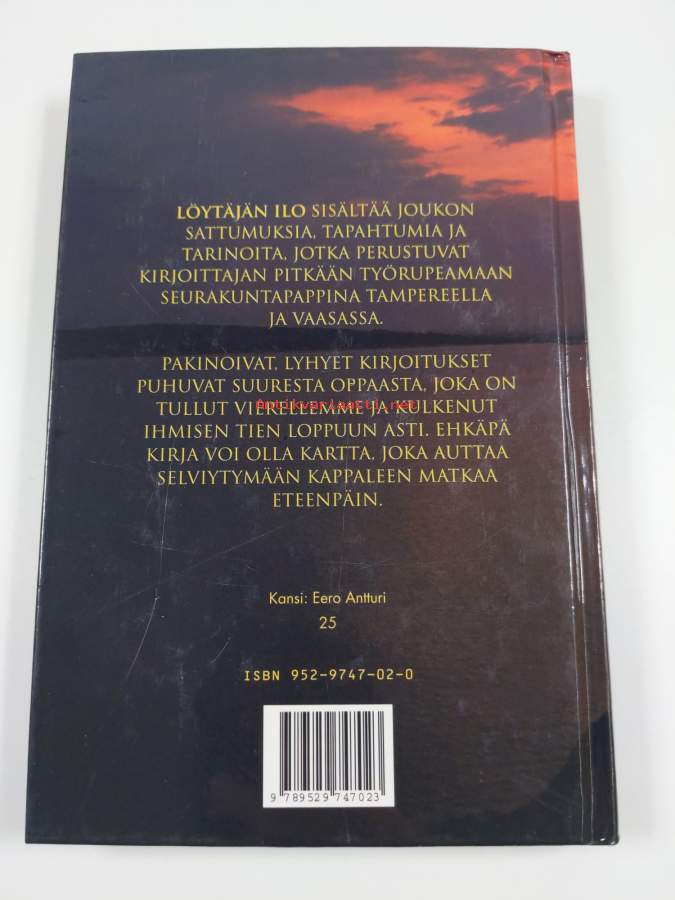 LÖYTÄJÄN ILO SISÄLTÄÄ JOUKON
SATTUMUKSIA, TAPAHTUMIA JA
TARINOITA, JOTKA PERUSTUVAT
KIRJOITTAJAN PITKÄÄN TYÖRUPEAMAAN
SEURAKUNTAPAPPINA TAMPEREELLA
JA VAASASSA.
PAKINOIVAT, LYHYET KIRJOITUKSET
PUHUVAT SUURESTA OPPAASTA, JOKA ON
TULLUT VIERELLEMME JA KULKENUT
Antikvariaatti.net
IHMISEN TIEN LOPPUUN ASTI. EHKÄPÄ
KIRJA VOI OLLA KARTTA, JOKA AUTTAA
SELVIYTYMÄÄN KAPPALEEN MATKAA
ETEENPÄIN.
Kansi: Eero Antturi
25
ISBN 952-9747-02-0
9 789529 747023